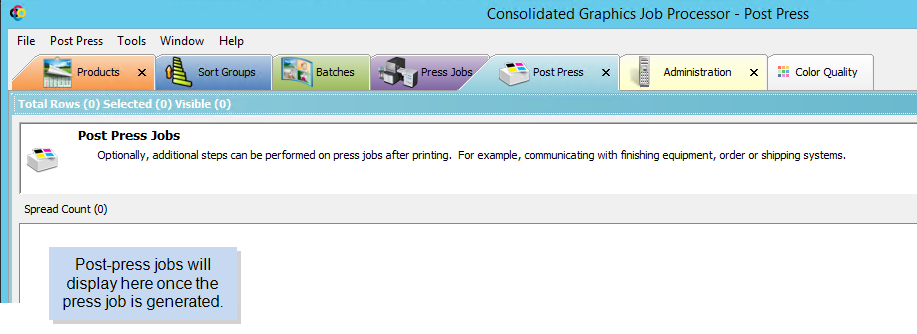 Consolidated Graphics Job Processor - Post Press
File Post Press Tools Window Help
Products Sort Groups Batches Press Jobs Post Press Administration Color Quality
Total Rows (0) Selected (0) Visible (0)
Post Press Jobs
Optionally, additional steps can be performed on press jobs after printing. For example, communicating with finishing equipment, order or shipping systems.
Spread Count (0)
Post-press jobs will
display here once the
press job is generated.